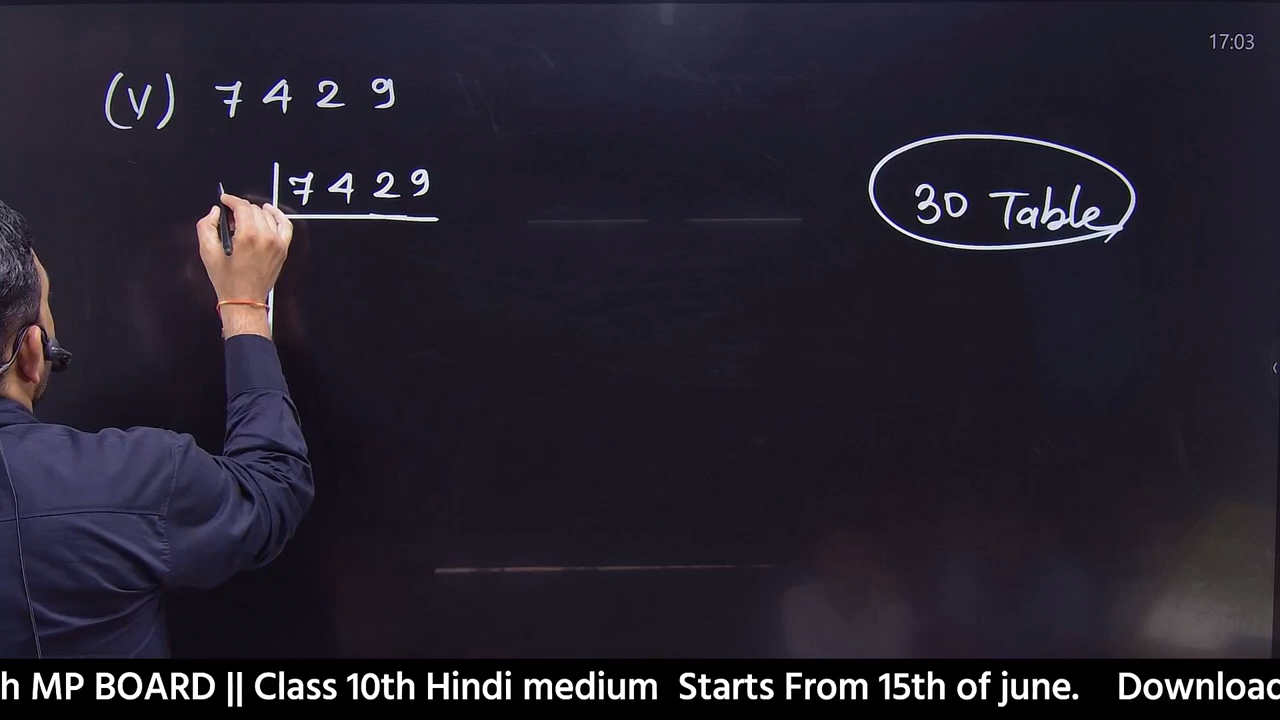 17:03
(V) 7 4 2 9
7 4 2 9
30 Table
h MP BOARD || Class 10th Hindi medium Starts From 15th of june. Download